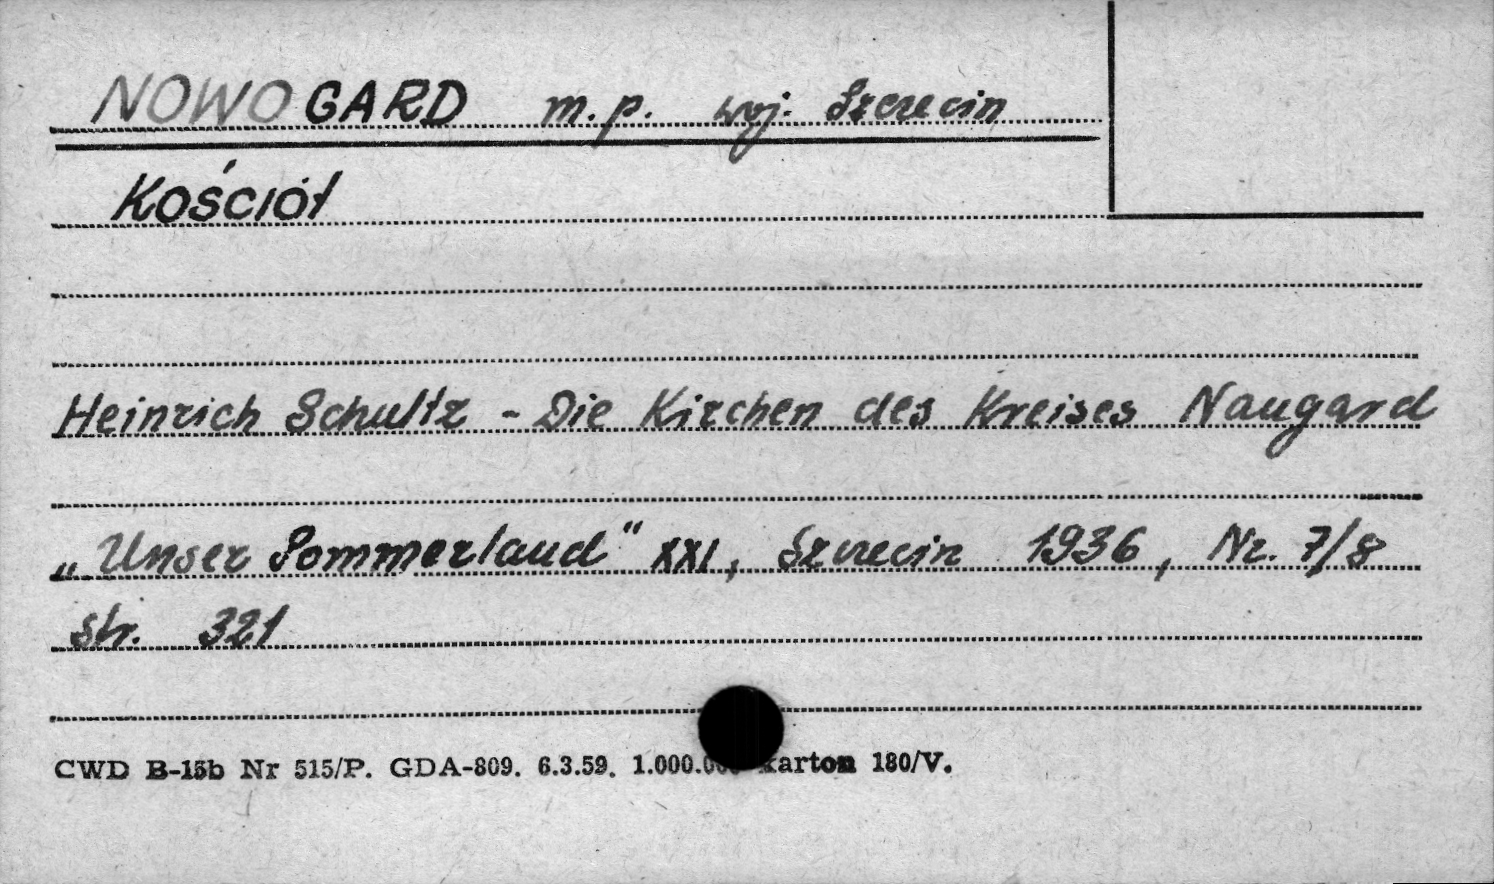 NOWOGARD m.p. woj. Szczecin
KOŚCIÓŁ
Heinrich Schultz - Die Kirchen des Kreises Naugard
„Unser Pommerland" XXI, Szczecin 1936, Nr. 7/8
str. 321
CWD B-15b Nr 515/P. GDA-809. 6.3.59. 1.000.000 karton 180/V.